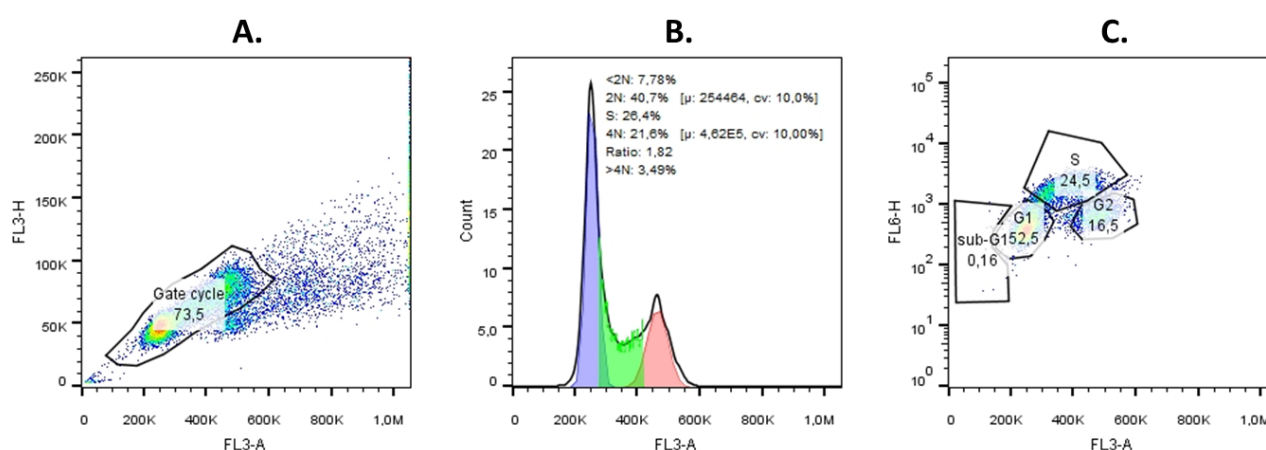 A.
B.
C.
250K
200K
150K
100K
50K
0
FL3-H
Gate cycle
73,5
0
200K
400K
600K
800K
1,0M
FL3-A
25
20
15
10
5,0
0
Count
<2N: 7,78%
2N: 40,7% [µ: 254464, cv: 10,0%]
S: 26,4%
4N: 21,6% [µ: 4,62E5, cv: 10,00%]
Ratio: 1,82
>4N: 3,49%
0
200K
400K
600K
800K
1,0M
FL3-A
10^5
10^4
10^3
10^2
10^1
10^0
FL6-H
S
24,5
G1
52,5
G2
16,5
sub-G1
0,16
0
200K
400K
600K
800K
1,0M
FL3-A